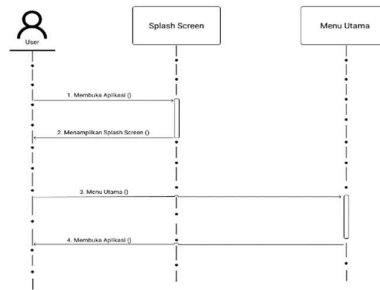 User
Splash Screen
Menu Utama
1. Membuka Aplikasi ()
2. Menampilkan Splash Screen ()
3. Menu Utama ()
4. Membuka Aplikasi ()